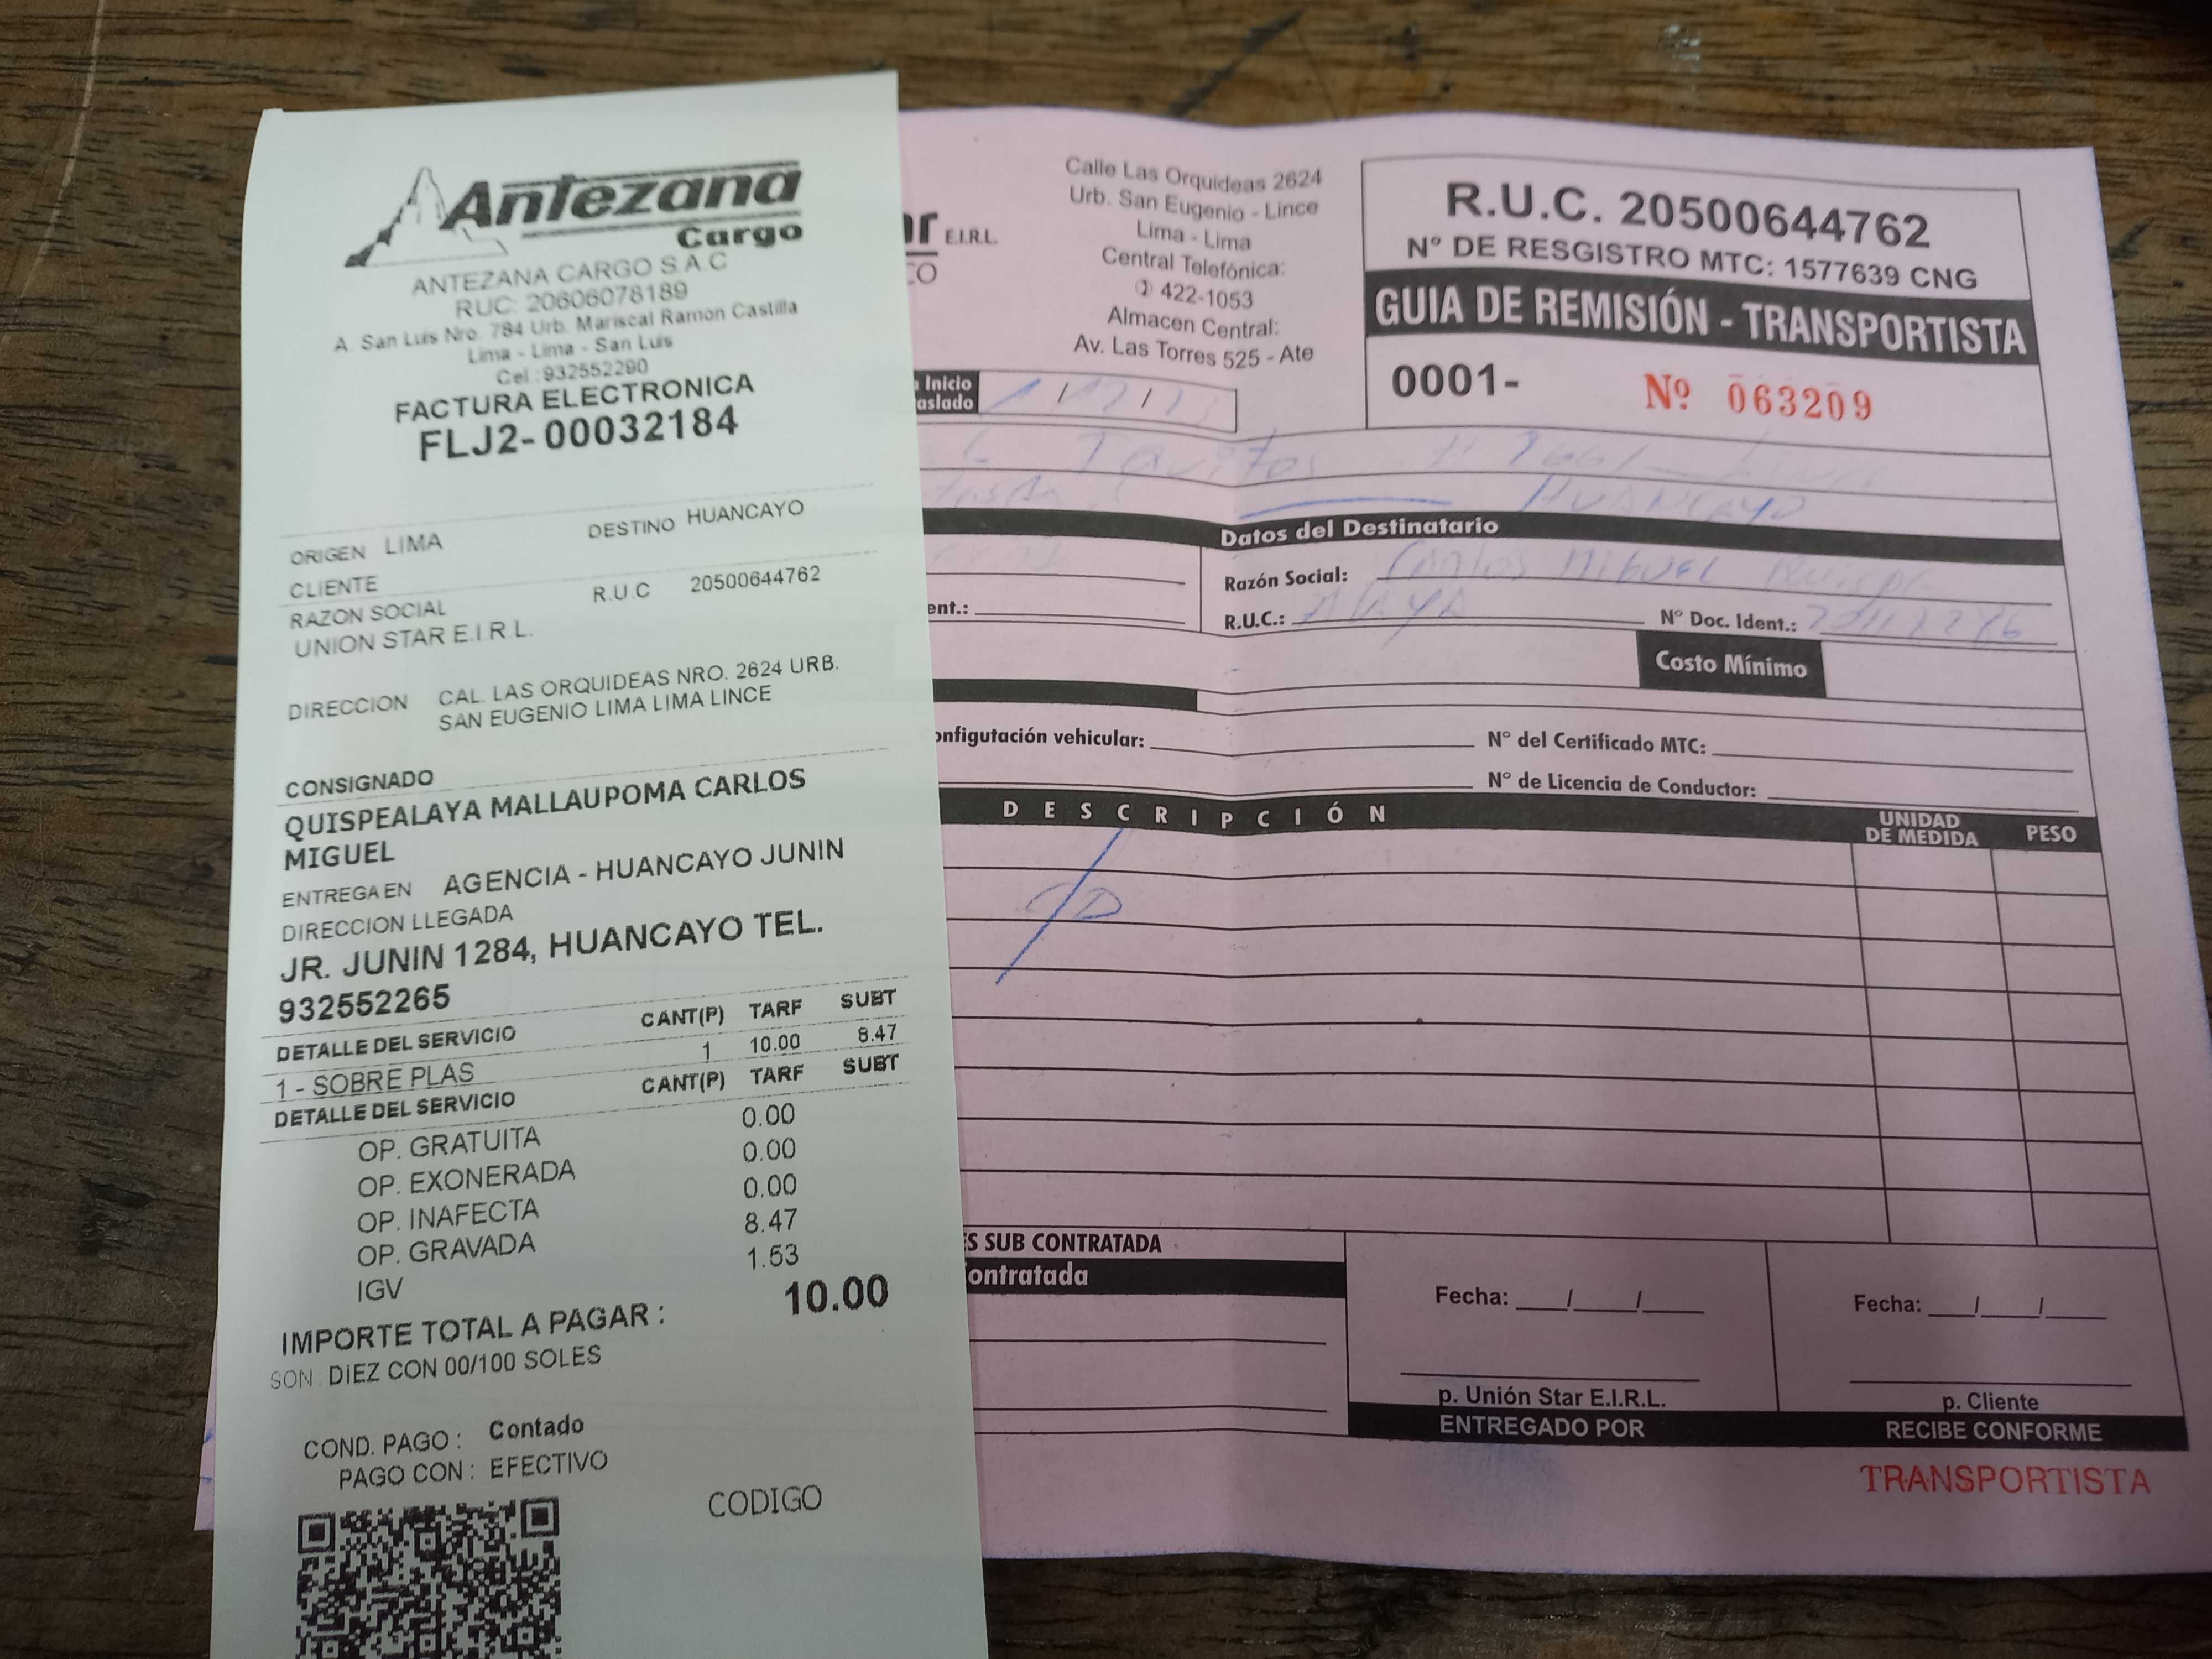 Antezana
Cargo
ANTEZANA CARGO S.A.C
RUC: 20606078189
A. San Luis Nro. 784 Urb. Mariscal Ramon Castilla
Lima - Lima - San Luis
Cel.:932552290
FACTURA ELECTRONICA
FLJ2- 00032184
ORIGEN LIMA DESTINO HUANCAYO
CLIENTE
RAZON SOCIAL R.U.C 20500644762
UNION STAR E.I.R.L.
DIRECCION CAL. LAS ORQUIDEAS NRO. 2624 URB.
SAN EUGENIO LIMA LIMA LINCE
CONSIGNADO
QUISPEALAYA MALLAUPOMA CARLOS
MIGUEL
ENTREGA EN AGENCIA - HUANCAYO JUNIN
DIRECCION LLEGADA
JR. JUNIN 1284, HUANCAYO TEL.
932552265
DETALLE DEL SERVICIO CANT(P) TARF SUBT
1 - SOBRE PLAS 1 10.00 8.47
DETALLE DEL SERVICIO CANT(P) TARF SUBT
OP. GRATUITA 0.00
OP. EXONERADA 0.00
OP. INAFECTA 0.00
OP. GRAVADA 8.47
IGV 1.53
IMPORTE TOTAL A PAGAR : 10.00
SON: DIEZ CON 00/100 SOLES
COND. PAGO : Contado
PAGO CON : EFECTIVO
CODIGO
E.I.R.L.
Calle Las Orquideas 2624
Urb. San Eugenio - Lince
Lima - Lima
Central Telefónica:
422-1053
Almacen Central:
Av. Las Torres 525 - Ate
R.U.C. 20500644762
N° DE RESGISTRO MTC: 1577639 CNG
GUIA DE REMISIÓN - TRANSPORTISTA
0001- Nº 063209
Inicio
aslado
HUANCAYO
Datos del Destinatario
Razón Social: Carlos Miguel Quispe
ent.:
R.U.C.: ALAYA N° Doc. Ident.:
Costo Mínimo
onfigutación vehicular: N° del Certificado MTC:
N° de Licencia de Conductor:
DESCRIPCIÓN UNIDAD DE MEDIDA PESO
S SUB CONTRATADA
ontratada
Fecha: / / Fecha: / /
p. Unión Star E.I.R.L. p. Cliente
ENTREGADO POR RECIBE CONFORME
TRANSPORTISTA